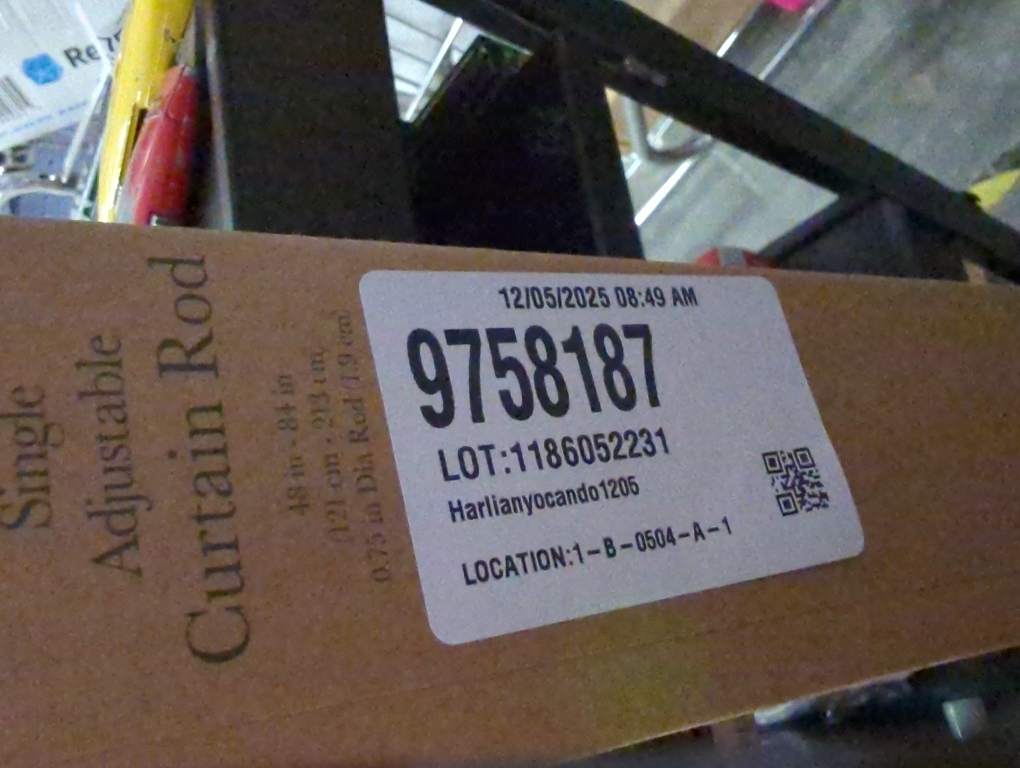 Single
Adjustable
Curtain Rod
48 in - 84 in
(121 cm - 213 cm)
0.75 in Dia Rod (1.9 cm)
12/05/2025 08:49 AM
9758187
LOT:1186052231
Harlianyocando1205
LOCATION:1-B-0504-A-1